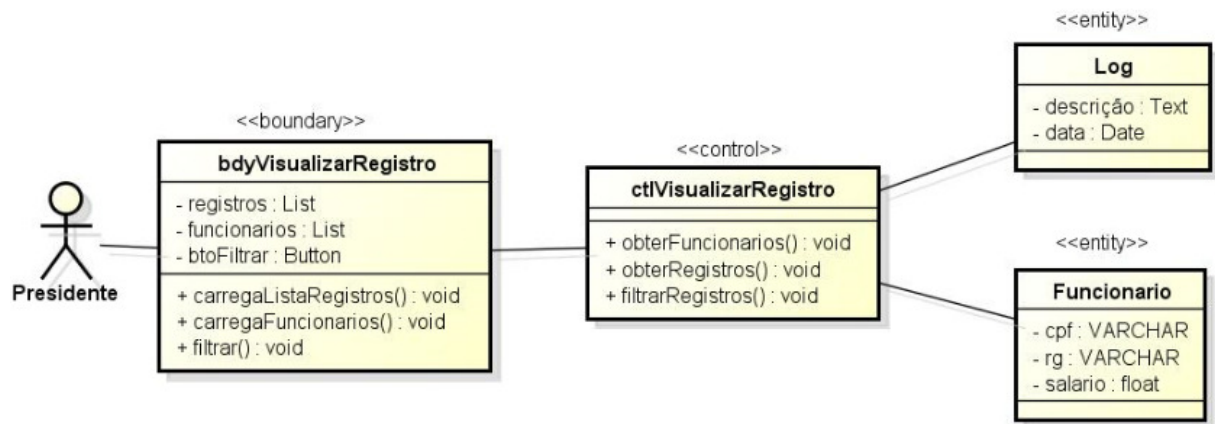 <<entity>>
Log
- descrição : Text
- data : Date
<<boundary>>
bdyVisualizarRegistro
- registros : List
- funcionarios : List
- btoFiltrar : Button
+ carregaListaRegistros() : void
+ carregaFuncionarios() : void
+ filtrar() : void
<<control>>
ctlVisualizarRegistro
+ obterFuncionarios() : void
+ obterRegistros() : void
+ filtrarRegistros() : void
Presidente
<<entity>>
Funcionario
- cpf : VARCHAR
- rg : VARCHAR
- salario : float